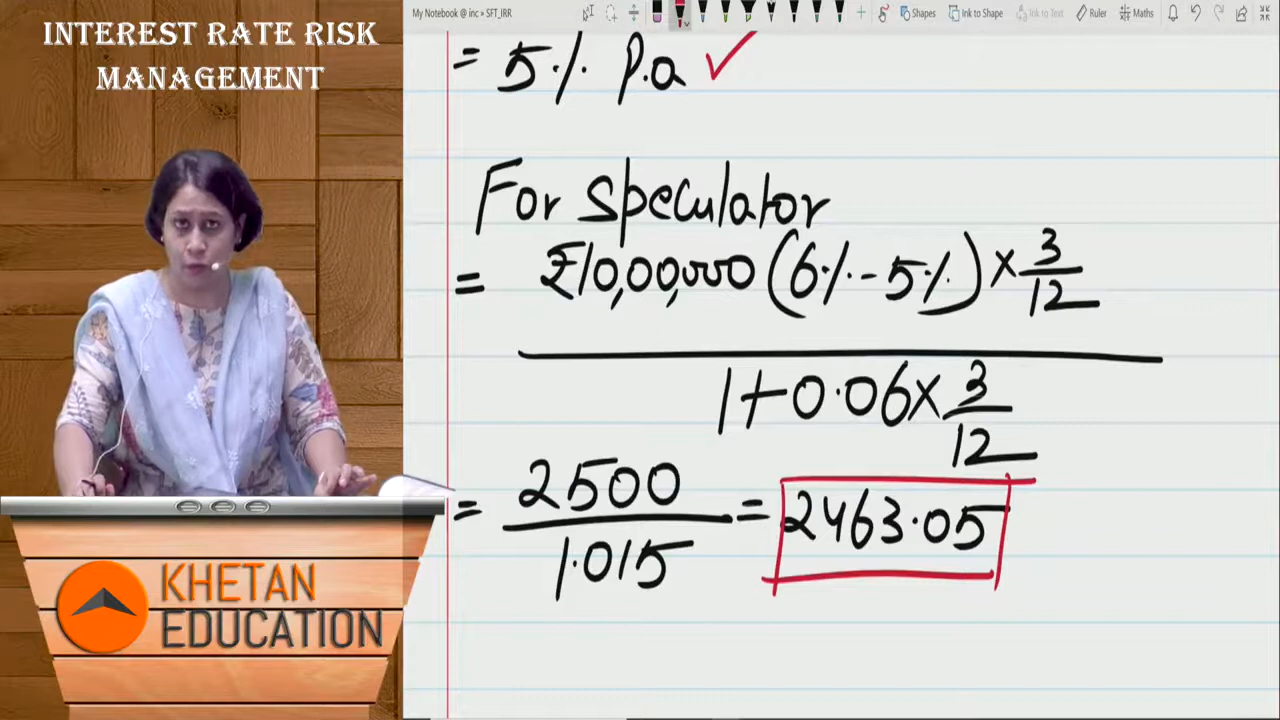 INTEREST RATE RISK
MANAGEMENT
My Notebook @ inc » SFT_IRR
Shapes
Ink to Shape
Ink to Text
Ruler
Maths
= 5% P.a ✓
For Speculator
= ₹10,00,000 (6% - 5%) × 3/12
1+0.06 × 3/12
= 2500/1.015 = 2463.05
KHETAN
EDUCATION